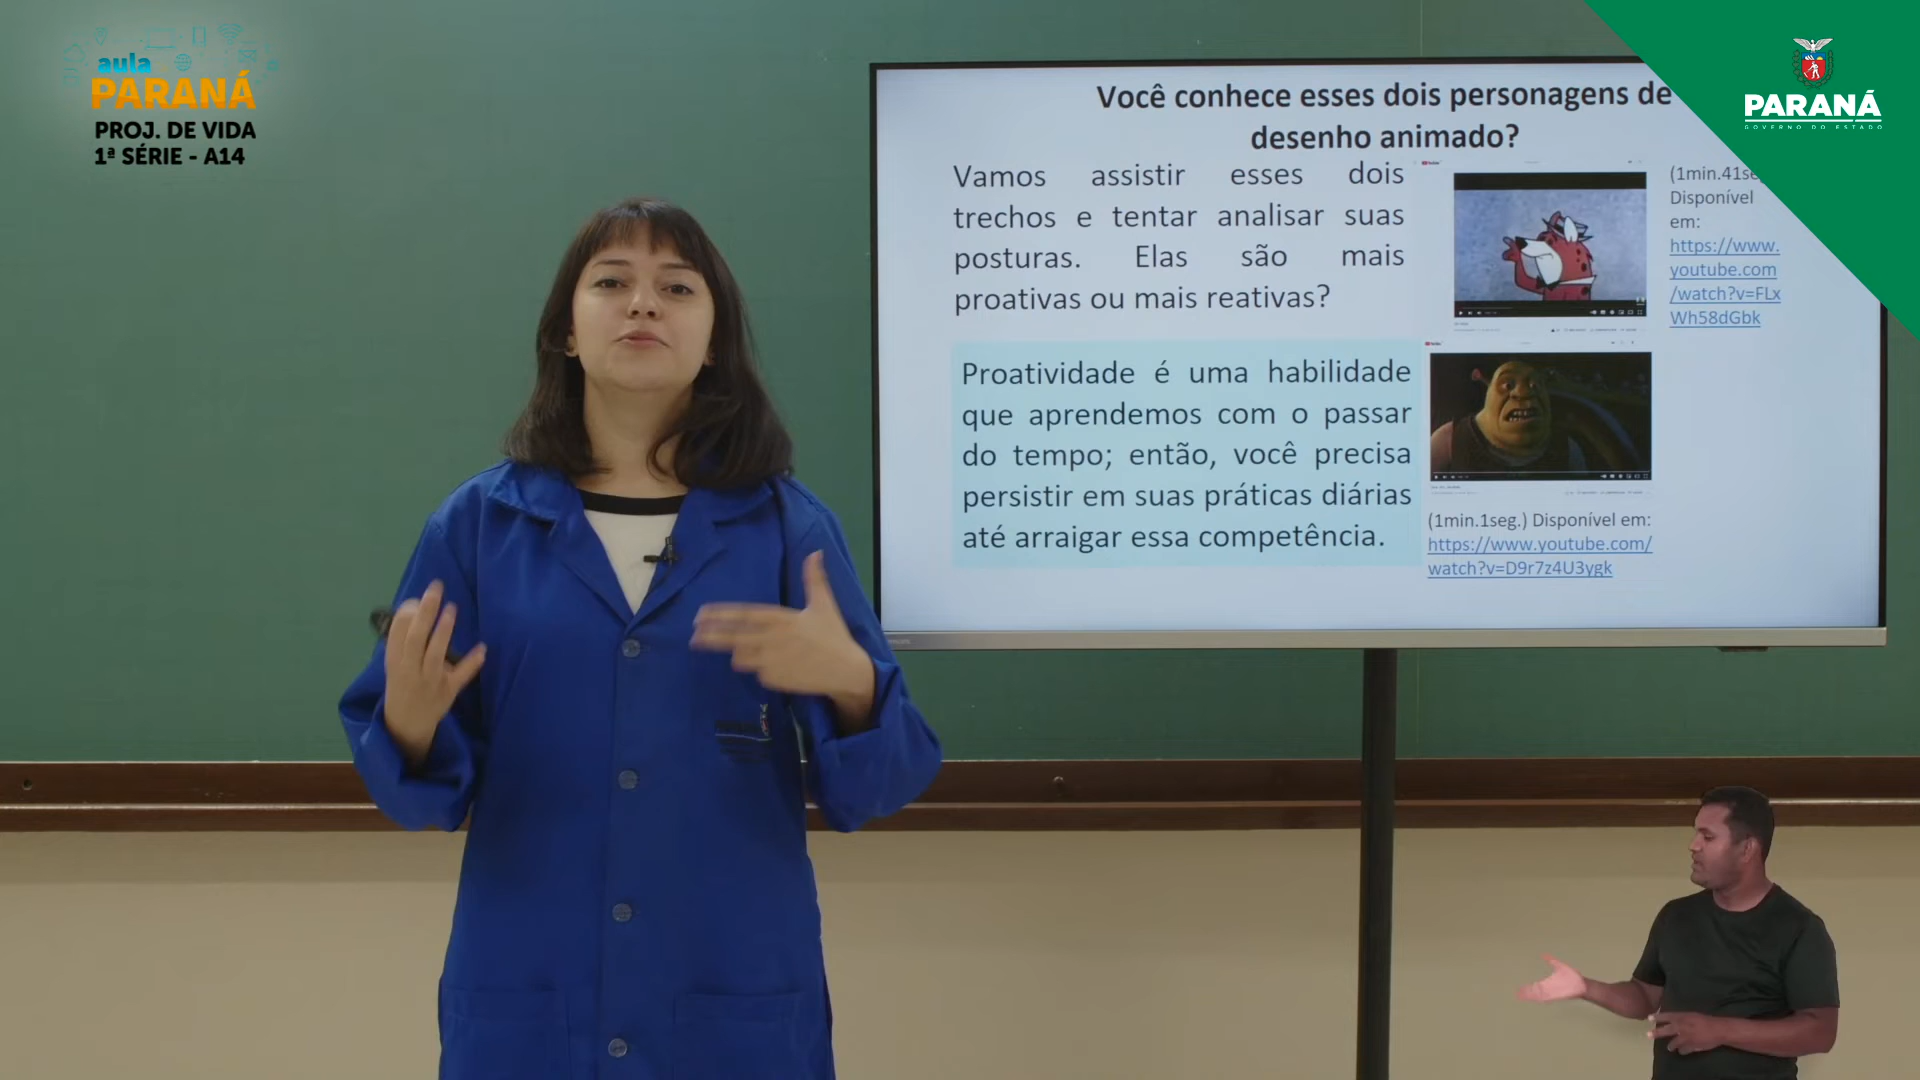 aula
PARANÁ
PROJ. DE VIDA
1ª SÉRIE - A14
Você conhece esses dois personagens de
desenho animado?
Vamos assistir esses dois
trechos e tentar analisar suas
posturas. Elas são mais
proativas ou mais reativas?
Proatividade é uma habilidade
que aprendemos com o passar
do tempo; então, você precisa
persistir em suas práticas diárias
até arraigar essa competência.
(1min.41se
Disponível
em:
https://www.
youtube.com
/watch?v=FLx
Wh58dGbk
(1min.1seg.) Disponível em:
https://www.youtube.com/
watch?v=D9r7z4U3ygk
PARANÁ
GOVERNO DO ESTADO